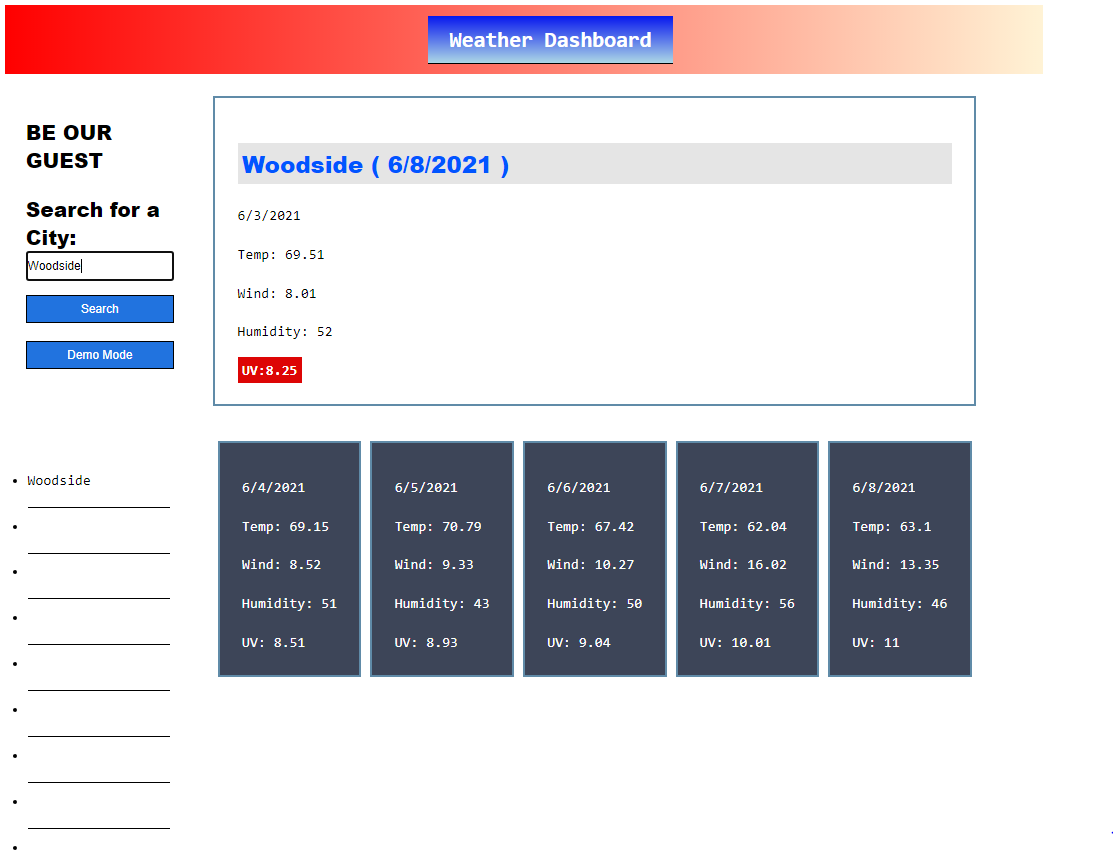 Weather Dashboard
BE OUR
GUEST
Search for a
City:
Woodside
Search
Demo Mode
Woodside
Woodside ( 6/8/2021 )
6/3/2021
Temp: 69.51
Wind: 8.01
Humidity: 52
UV:8.25
6/4/2021
Temp: 69.15
Wind: 8.52
Humidity: 51
UV: 8.51
6/5/2021
Temp: 70.79
Wind: 9.33
Humidity: 43
UV: 8.93
6/6/2021
Temp: 67.42
Wind: 10.27
Humidity: 50
UV: 9.04
6/7/2021
Temp: 62.04
Wind: 16.02
Humidity: 56
UV: 10.01
6/8/2021
Temp: 63.1
Wind: 13.35
Humidity: 46
UV: 11